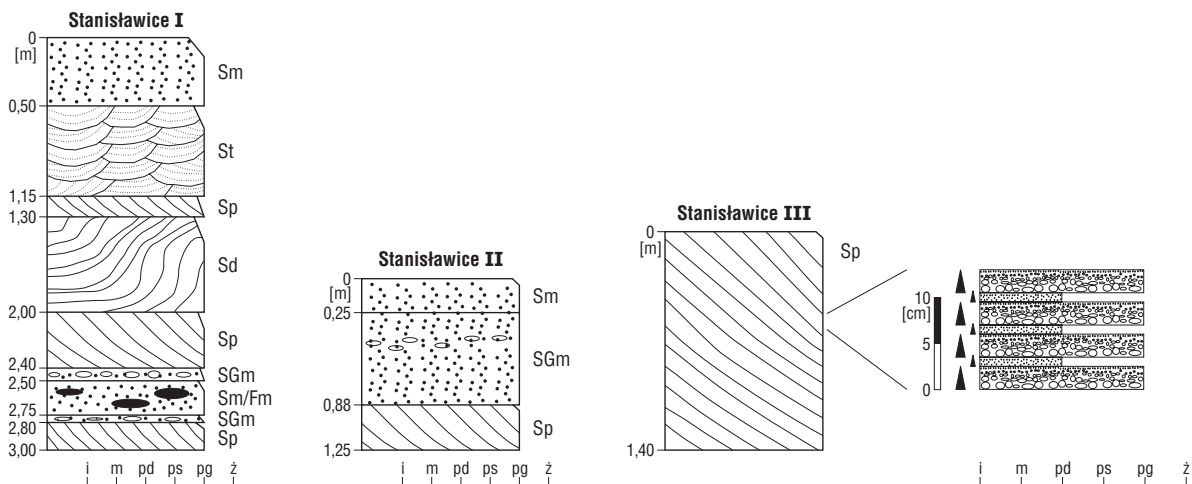 Stanisławice I
0
[m]
Sm
0,50
St
1,15
Sp
1,30
Sd
2,00
Sp
2,40
SGm
2,50
Sm/Fm
2,75
SGm
2,80
Sp
3,00
i m pd ps pg ż
Stanisławice II
0
[m]
Sm
0,25
SGm
0,88
Sp
1,25
i m pd ps pg ż
Stanisławice III
0
[m]
Sp
1,40
10
[cm]
5
0
i m pd ps pg ż